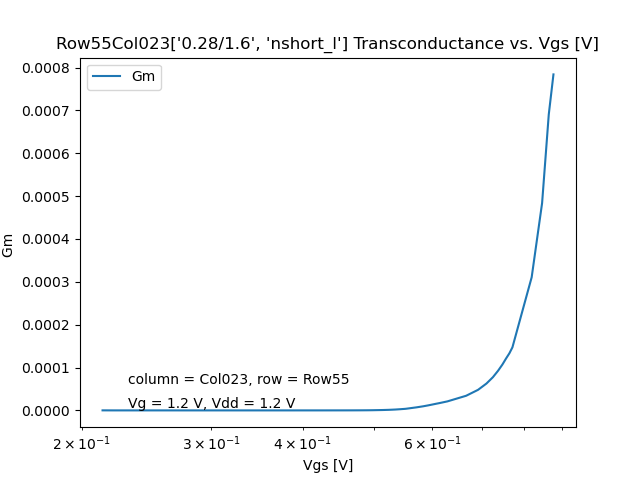 Row55Col023['0.28/1.6', 'nshort_l'] Transconductance vs. Vgs [V]
Gm
0.0008
0.0007
0.0006
0.0005
0.0004
0.0003
0.0002
0.0001
0.0000
Gm
column = Col023, row = Row55
Vg = 1.2 V, Vdd = 1.2 V
2 × 10⁻¹ 3 × 10⁻¹ 4 × 10⁻¹ 6 × 10⁻¹
Vgs [V]